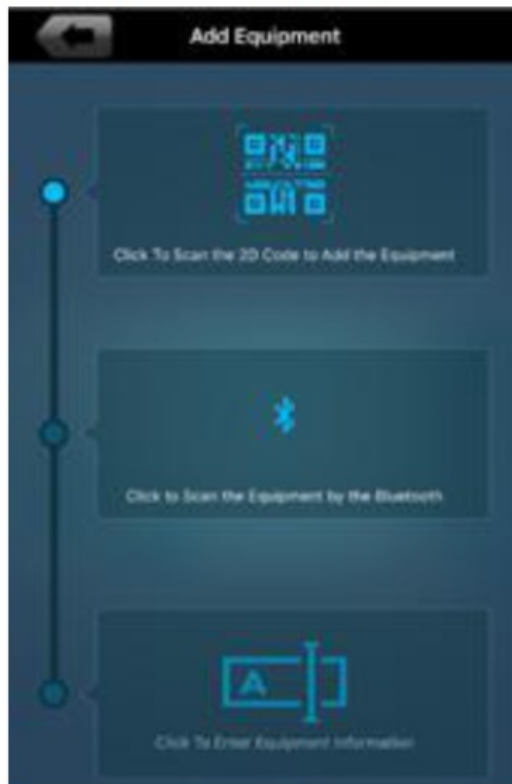 Add Equipment
Click To Scan the 2D Code to Add the Equipment
Click to Scan the Equipment by the Bluetooth
A
Click To Enter Equipment Information